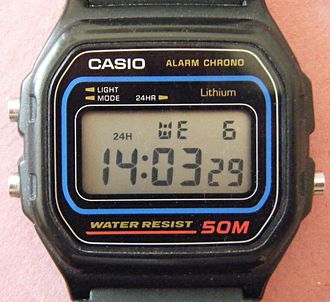 CASIO ALARM CHRONO
LIGHT
MODE 24HR Lithium
24H WE 6
14:03 29
WATER RESIST 50M